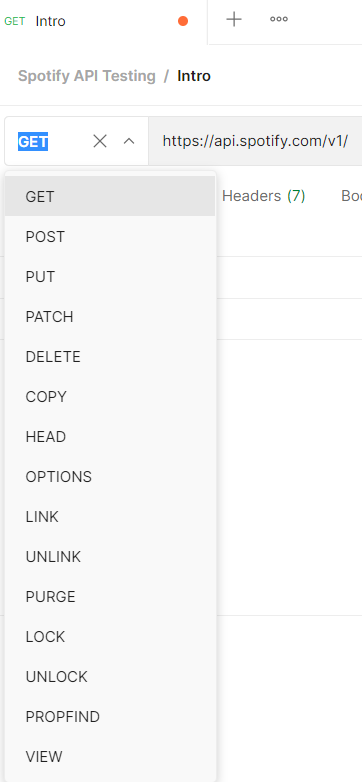 GET Intro
Spotify API Testing / Intro
GET https://api.spotify.com/v1/
GET
Headers (7)
POST
PUT
PATCH
DELETE
COPY
HEAD
OPTIONS
LINK
UNLINK
PURGE
LOCK
UNLOCK
PROPFIND
VIEW